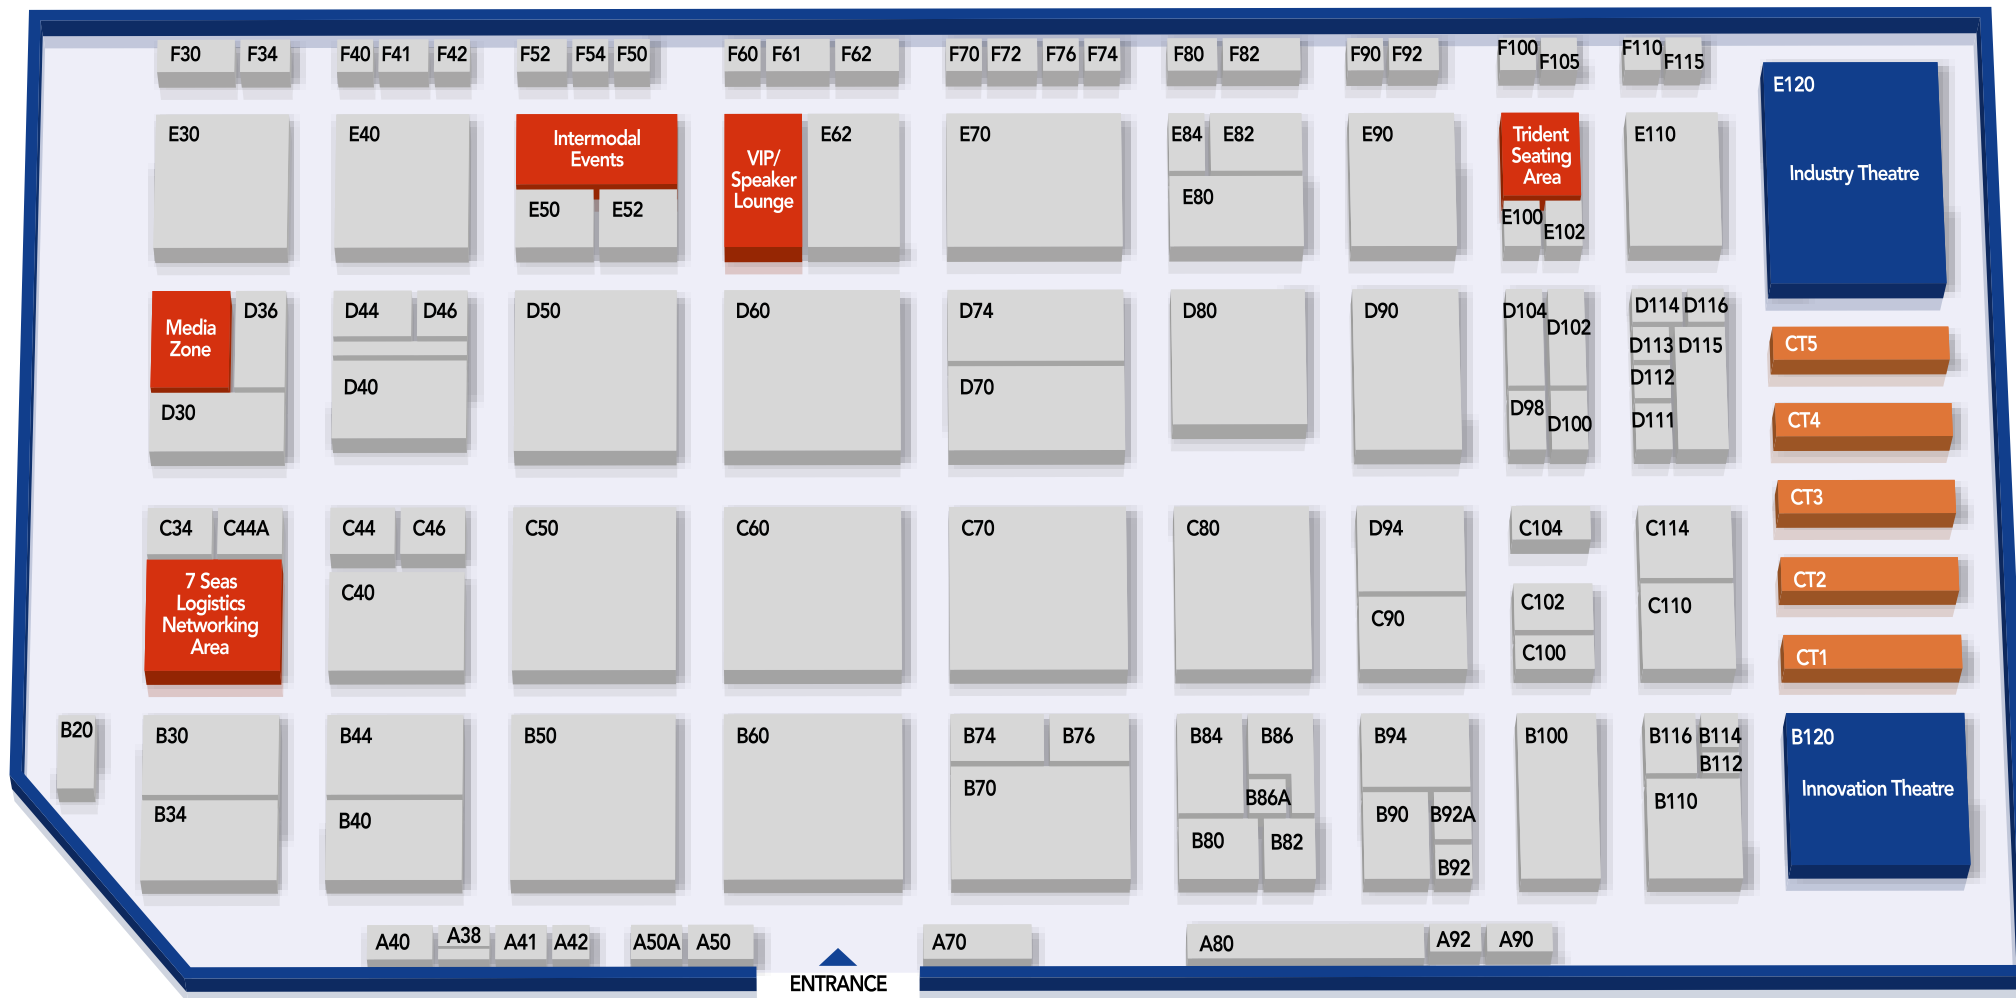 F30 F34 F40 F41 F42 F52 F54 F50 F60 F61 F62 F70 F72 F76 F74 F80 F82 F90 F92 F100 F105 F110 F115
E120
Industry Theatre
E30 E40
Intermodal
Events
E50 E52
VIP/
Speaker
Lounge
E62 E70 E84 E82
E80
E90
Trident
Seating
Area
E100
E102
E110
Media
Zone
D36
D30
D44 D46
D40
D50 D60 D74
D70
D80 D90 D104 D102
D98 D100
D114 D116
D113 D115
D112
D111
CT5
CT4
CT3
CT2
CT1
C34 C44A
7 Seas
Logistics
Networking
Area
C44 C46
C40
C50 C60 C70 C80 D94
C90
C104
C102
C100
C114
C110
B20
B30
B34
B44
B40
B50 B60 B74 B76
B70
B84 B86
B86A
B80 B82
B94
B90 B92A
B92
B100
B116 B114
B112
B110
B120
Innovation Theatre
A40 A38 A41 A42 A50A A50 A70 A80 A92 A90
ENTRANCE